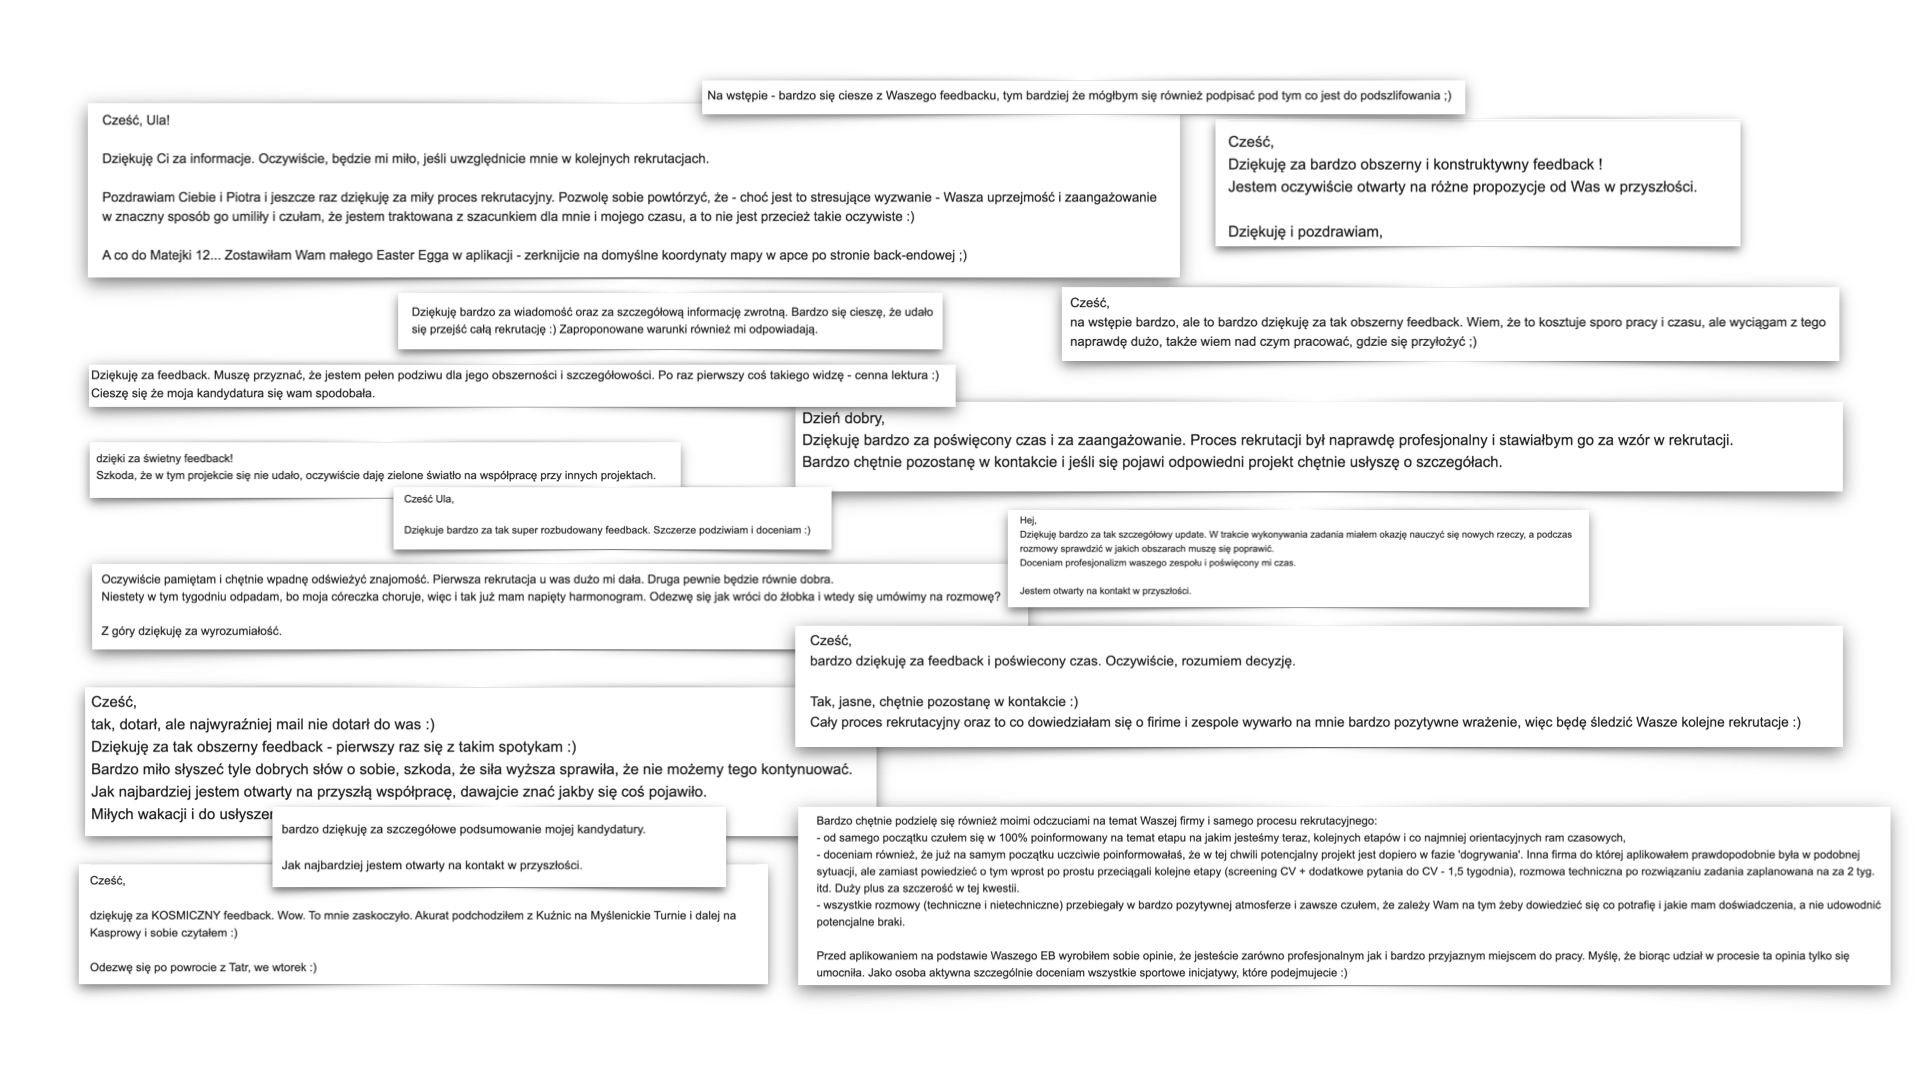 Na wstępie - bardzo się ciesze z Waszego feedbacku, tym bardziej że mógłbym się również podpisać pod tym co jest do podszlifowania ;)
Cześć, Ula!
Dziękuję Ci za informacje. Oczywiście, będzie mi miło, jeśli uwzględnicie mnie w kolejnych rekrutacjach.
Pozdrawiam Ciebie i Piotra i jeszcze raz dziękuję za miły proces rekrutacyjny. Pozwolę sobie powtórzyć, że - choć jest to stresujące wyzwanie - Wasza uprzejmość i zaangażowanie
w znaczny sposób go umiliły i czułam, że jestem traktowana z szacunkiem dla mnie i mojego czasu, a to nie jest przecież takie oczywiste :)
A co do Matejki 12... Zostawiłam Wam małego Easter Egga w aplikacji - zerknijcie na domyślne koordynaty mapy w apce po stronie back-endowej ;)
Cześć,
Dziękuję za bardzo obszerny i konstruktywny feedback !
Jestem oczywiście otwarty na różne propozycje od Was w przyszłości.
Dziękuję i pozdrawiam,
Dziękuję bardzo za wiadomość oraz za szczegółową informację zwrotną. Bardzo się cieszę, że udało
się przejść całą rekrutację :) Zaproponowane warunki również mi odpowiadają.
Cześć,
na wstępie bardzo, ale to bardzo dziękuję za tak obszerny feedback. Wiem, że to kosztuje sporo pracy i czasu, ale wyciągam z tego
naprawdę dużo, także wiem nad czym pracować, gdzie się przyłożyć ;)
Dziękuję za feedback. Muszę przyznać, że jestem pełen podziwu dla jego obszerności i szczegółowości. Po raz pierwszy coś takiego widzę - cenna lektura :)
Cieszę się że moja kandydatura się wam spodobała.
Dzień dobry,
Dziękuję bardzo za poświęcony czas i za zaangażowanie. Proces rekrutacji był naprawdę profesjonalny i stawiałbym go za wzór w rekrutacji.
Bardzo chętnie pozostanę w kontakcie i jeśli się pojawi odpowiedni projekt chętnie usłyszę o szczegółach.
dzięki za świetny feedback!
Szkoda, że w tym projekcie się nie udało, oczywiście daję zielone światło na współpracę przy innych projektach.
Cześć Ula,
Dziękuje bardzo za tak super rozbudowany feedback. Szczerze podziwiam i doceniam :)
Hej,
Dziękuję bardzo za tak szczegółowy update. W trakcie wykonywania zadania miałem okazję nauczyć się nowych rzeczy, a podczas
rozmowy sprawdzić w jakich obszarach muszę się poprawić.
Doceniam profesjonalizm waszego zespołu i poświęcony mi czas.
Jestem otwarty na kontakt w przyszłości.
Oczywiście pamiętam i chętnie wpadnę odświeżyć znajomość. Pierwsza rekrutacja u was dużo mi dała. Druga pewnie będzie równie dobra.
Niestety w tym tygodniu odpadam, bo moja córeczka choruje, więc i tak już mam napięty harmonogram. Odezwę się jak wróci do żłobka i wtedy się umówimy na rozmowę?
Z góry dziękuję za wyrozumiałość.
Cześć,
bardzo dziękuję za feedback i poświecony czas. Oczywiście, rozumiem decyzję.
Tak, jasne, chętnie pozostanę w kontakcie :)
Cały proces rekrutacyjny oraz to co dowiedziałam się o firime i zespole wywarło na mnie bardzo pozytywne wrażenie, więc będę śledzić Wasze kolejne rekrutacje :)
Cześć,
tak, dotarł, ale najwyraźniej mail nie dotarł do was :)
Dziękuję za tak obszerny feedback - pierwszy raz się z takim spotykam :)
Bardzo miło słyszeć tyle dobrych słów o sobie, szkoda, że siła wyższa sprawiła, że nie możemy tego kontynuować.
Jak najbardziej jestem otwarty na przyszłą współpracę, dawajcie znać jakby się coś pojawiło.
Miłych wakacji i do
bardzo dziękuję za szczegółowe podsumowanie mojej kandydatury.
Jak najbardziej jestem otwarty na kontakt w przyszłości.
Cześć,
dziękuję za KOSMICZNY feedback. Wow. To mnie zaskoczyło. Akurat podchodziłem z Kuźnic na Myślenickie Turnie i dalej na
Kasprowy i sobie czytałem :)
Odezwę się po powrocie z Tatr, we wtorek :)
Bardzo chętnie podzielę się również moimi odczuciami na temat Waszej firmy i samego procesu rekrutacyjnego:
- od samego początku czułem się w 100% poinformowany na temat etapu na jakim jesteśmy teraz, kolejnych etapów i co najmniej orientacyjnych ram czasowych,
- doceniam również, że już na samym początku uczciwie poinformowałaś, że w tej chwili potencjalny projekt jest dopiero w fazie 'dogrywania'. Inna firma do której aplikowałem prawdopodobnie była w podobnej
sytuacji, ale zamiast powiedzieć o tym wprost po prostu przeciągali kolejne etapy (screening CV + dodatkowe pytania do CV - 1,5 tygodnia), rozmowa techniczna po rozwiązaniu zadania zaplanowana na za 2 tyg.
itd. Duży plus za szczerość w tej kwestii.
- wszystkie rozmowy (techniczne i nietechniczne) przebiegały w bardzo pozytywnej atmosferze i zawsze czułem, że zależy Wam na tym żeby dowiedzieć się co potrafię i jakie mam doświadczenia, a nie udowodnić
potencjalne braki.
Przed aplikowaniem na podstawie Waszego EB wyrobiłem sobie opinie, że jesteście zarówno profesjonalnym jak i bardzo przyjaznym miejscem do pracy. Myślę, że biorąc udział w procesie ta opinia tylko się
umocniła. Jako osoba aktywna szczególnie doceniam wszystkie sportowe inicjatywy, które podejmujecie :)